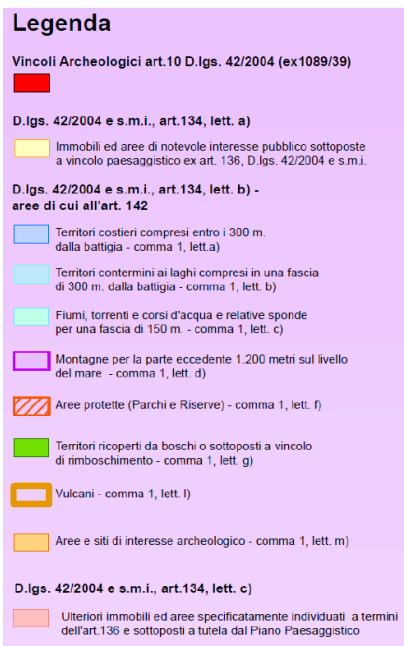 Legenda
Vincoli Archeologici art.10 D.lgs. 42/2004 (ex1089/39)
D.lgs. 42/2004 e s.m.i., art.134, lett. a)
Immobili ed aree di notevole interesse pubblico sottoposte
a vincolo paesaggistico ex art. 136, D.lgs. 42/2004 e s.m.i.
D.lgs. 42/2004 e s.m.i., art.134, lett. b) -
aree di cui all'art. 142
Territori costieri compresi entro i 300 m.
dalla battigia - comma 1, lett.a)
Territori contermini ai laghi compresi in una fascia
di 300 m. dalla battigia - comma 1, lett. b)
Fiumi, torrenti e corsi d'acqua e relative sponde
per una fascia di 150 m. - comma 1, lett. c)
Montagne per la parte eccedente 1.200 metri sul livello
del mare - comma 1, lett. d)
Aree protette (Parchi e Riserve) - comma 1, lett. f)
Territori ricoperti da boschi o sottoposti a vincolo
di rimboschimento - comma 1, lett. g)
Vulcani - comma 1, lett. l)
Aree e siti di interesse archeologico - comma 1, lett. m)
D.lgs. 42/2004 e s.m.i., art.134, lett. c)
Ulteriori immobili ed aree specificatamente individuati a termini
dell'art.136 e sottoposti a tutela dal Piano Paesaggistico